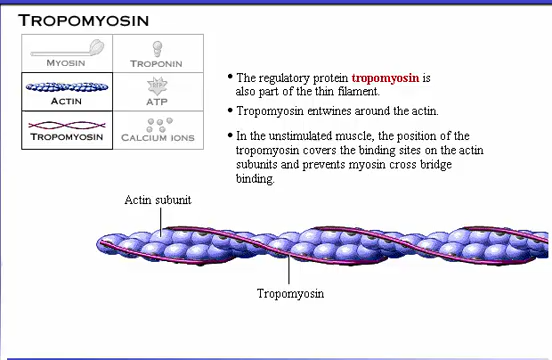 TROPOMYOSIN
MYOSIN
TROPONIN
ACTIN
ATP
TROPOMYOSIN
CALCIUM IONS
• The regulatory protein tropomyosin is
also part of the thin filament.
• Tropomyosin entwines around the actin.
• In the unstimulated muscle, the position of the
tropomyosin covers the binding sites on the actin
subunits and prevents myosin cross bridge
binding.
Actin subunit
Tropomyosin